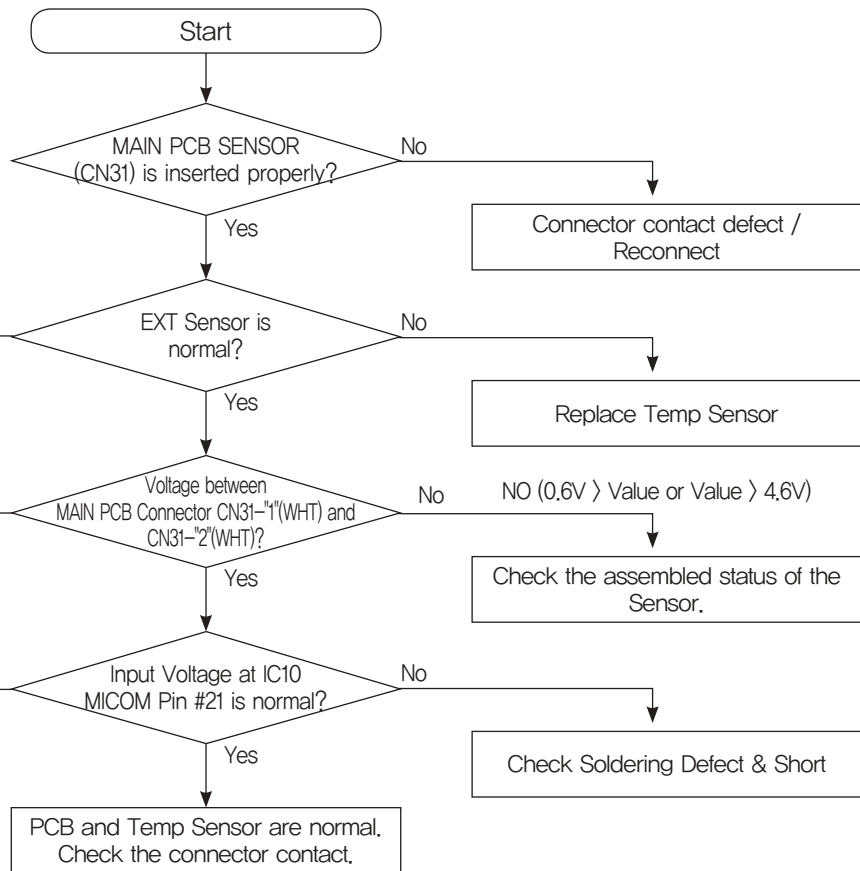 Start
MAIN PCB SENSOR
(CN31) is inserted properly?
No
Connector contact defect /
Reconnect
Yes
EXT Sensor is
normal?
No
Replace Temp Sensor
Yes
Voltage between
MAIN PCB Connector CN31-"1"(WHT) and
CN31-"2"(WHT)?
No
NO (0.6V > Value or Value > 4.6V)
Check the assembled status of the
Sensor.
Yes
Input Voltage at IC10
MICOM Pin #21 is normal?
No
Check Soldering Defect & Short
Yes
PCB and Temp Sensor are normal.
Check the connector contact.